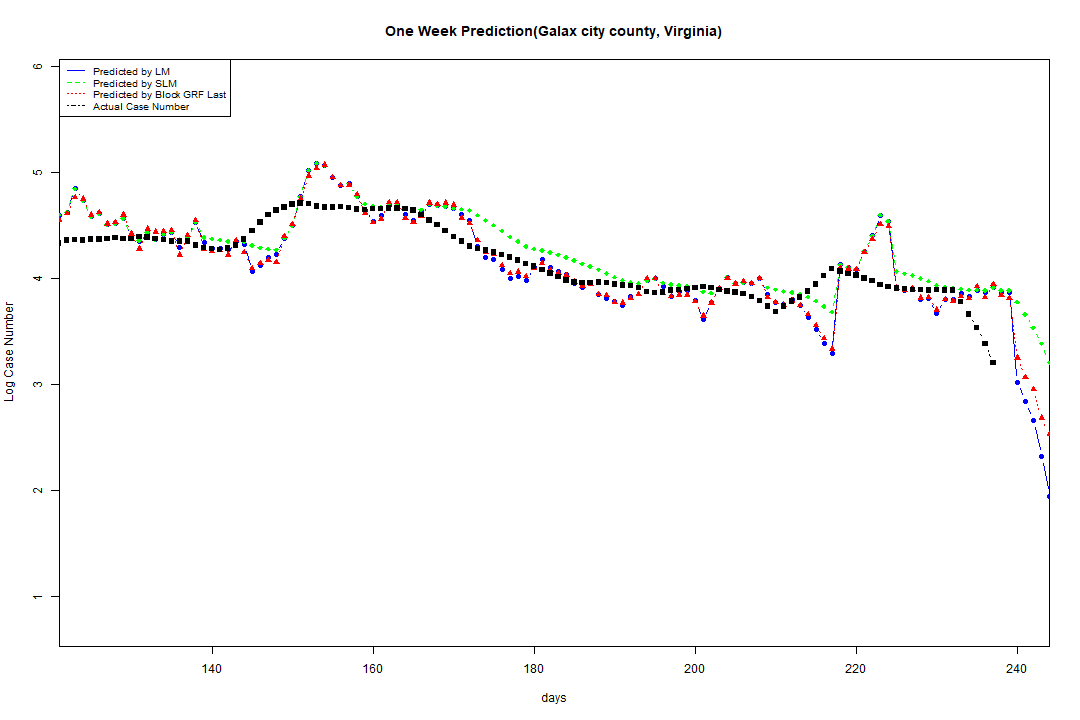 One Week Prediction(Galax city county, Virginia)
Predicted by LM
Predicted by SLM
Predicted by Block GRF Last
Actual Case Number
Log Case Number
6
5
4
3
2
1
140 160 180 200 220 240
days